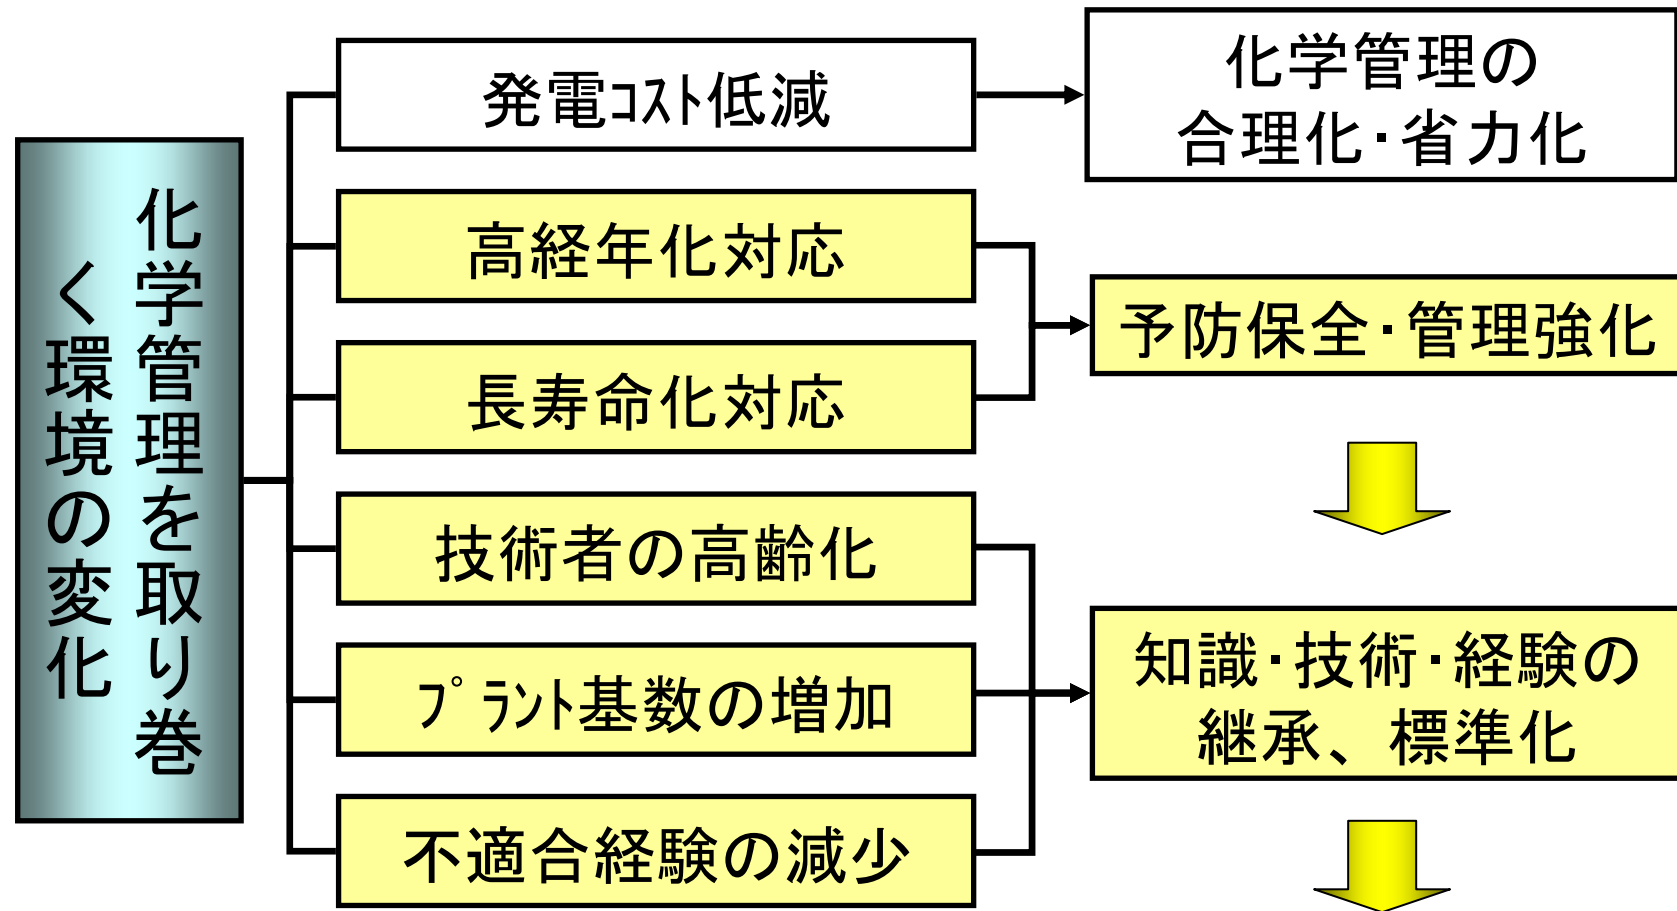 化学管理を取り巻
く環境の変化
発電ｺｽﾄ低減
高経年化対応
長寿命化対応
技術者の高齢化
ﾌﾟﾗﾝﾄ基数の増加
不適合経験の減少
化学管理の
合理化･省力化
予防保全･管理強化
知識･技術･経験の
継承、標準化